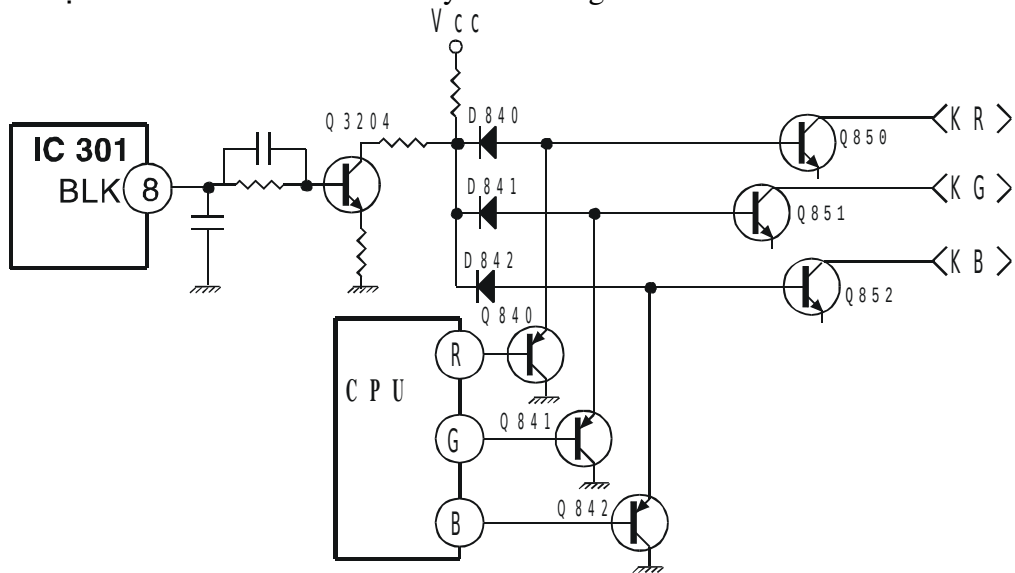 Vcc
Q3204
D840
<KR>
Q850
IC 301
BLK 8
D841
<KG>
Q851
D842
<KB>
Q852
Q840
R
CPU
Q841
G
Q842
B